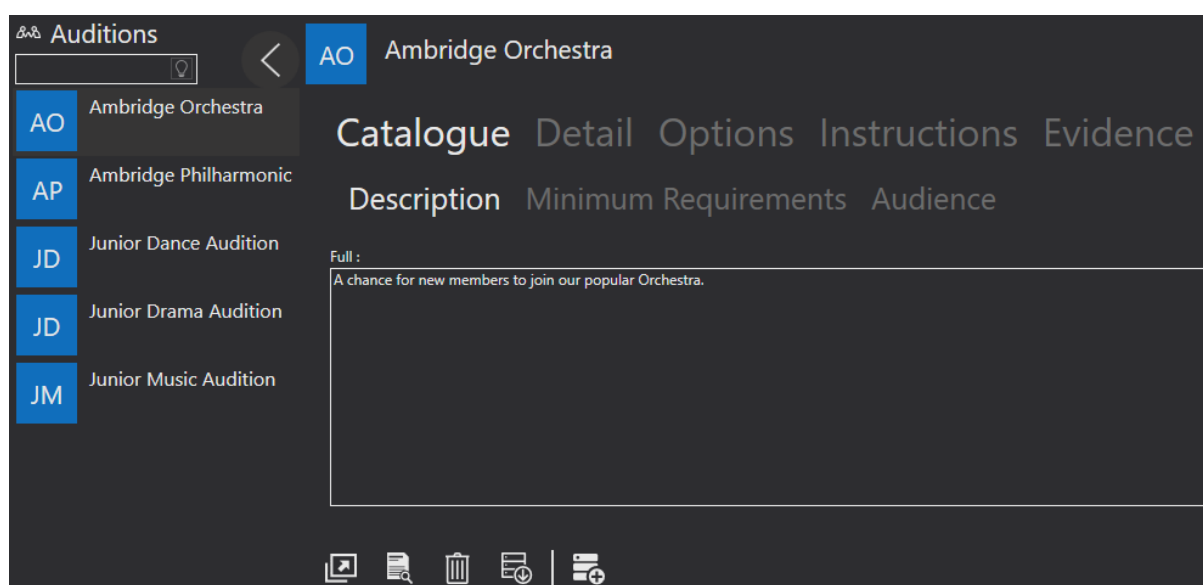 Auditions
AO Ambridge Orchestra
AP Ambridge Philharmonic
JD Junior Dance Audition
JD Junior Drama Audition
JM Junior Music Audition
AO Ambridge Orchestra
Catalogue Detail Options Instructions Evidence
Description Minimum Requirements Audience
Full :
A chance for new members to join our popular Orchestra.